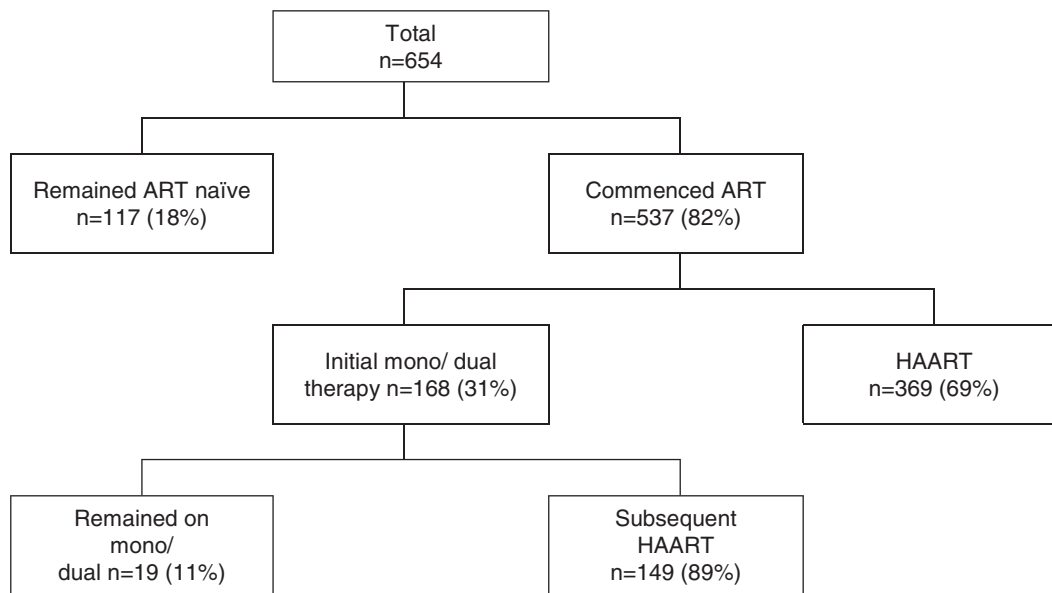 Total
n=654
Remained ART naïve
n=117 (18%)
Commenced ART
n=537 (82%)
Initial mono/ dual
therapy n=168 (31%)
HAART
n=369 (69%)
Remained on
mono/
dual n=19 (11%)
Subsequent
HAART
n=149 (89%)